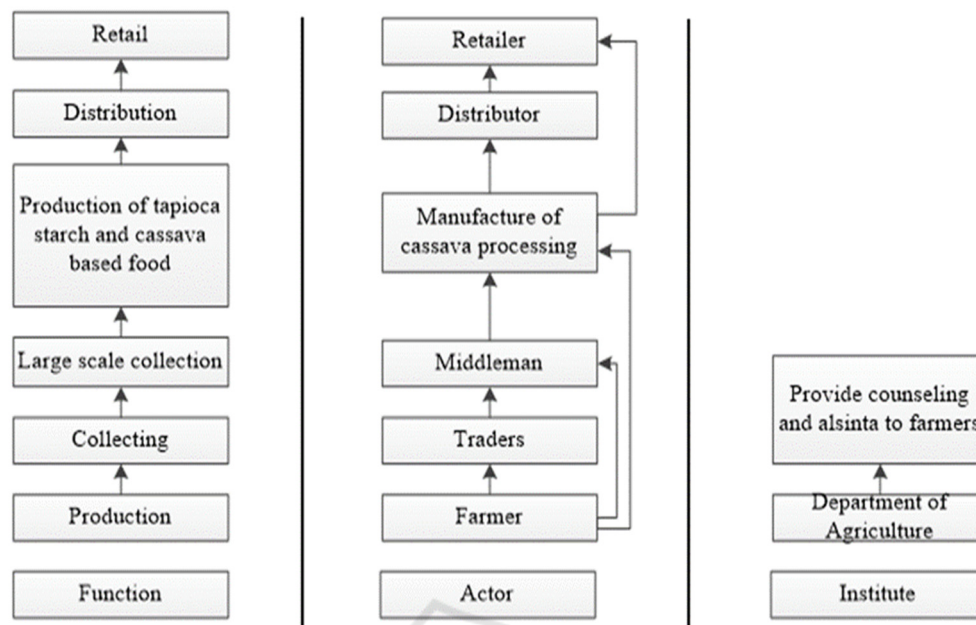 Retail
Distribution
Production of tapioca
starch and cassava
based food
Large scale collection
Collecting
Production
Function
Retailer
Distributor
Manufacture of
cassava processing
Middleman
Traders
Farmer
Actor
Provide counseling
and alsinta to farmers
Department of
Agriculture
Institute